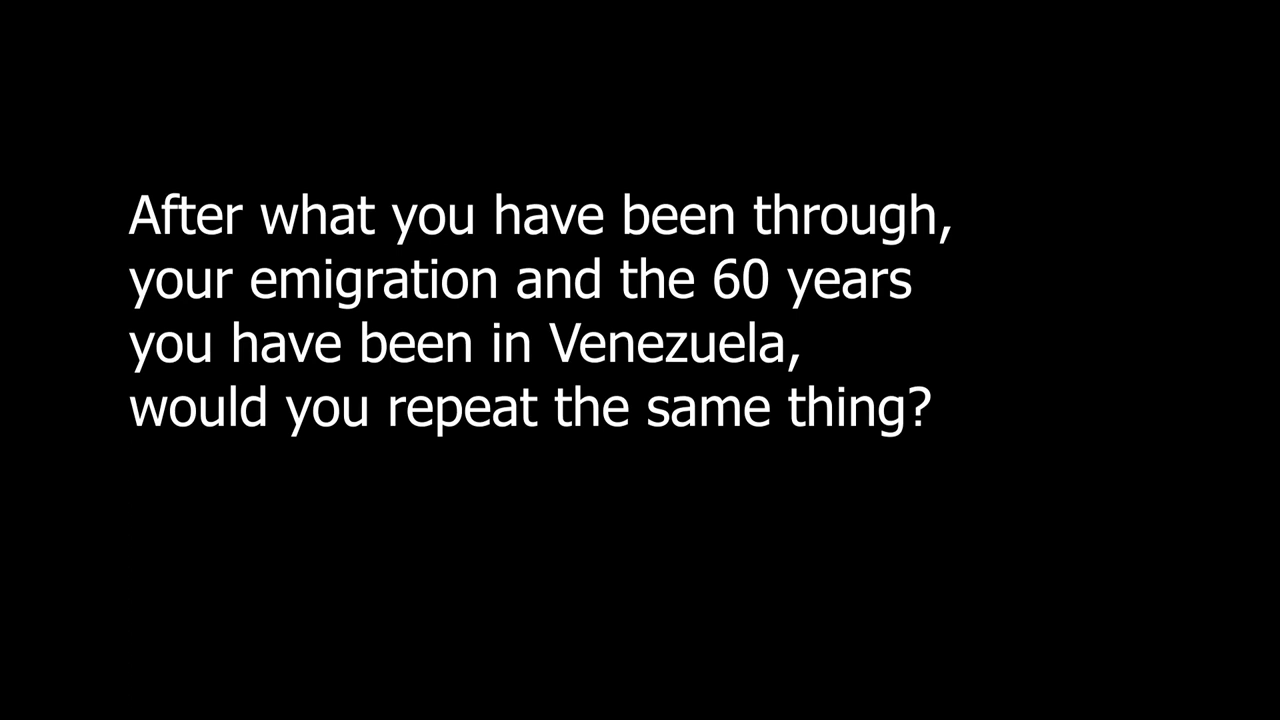 After what you have been through,
your emigration and the 60 years
you have been in Venezuela,
would you repeat the same thing?